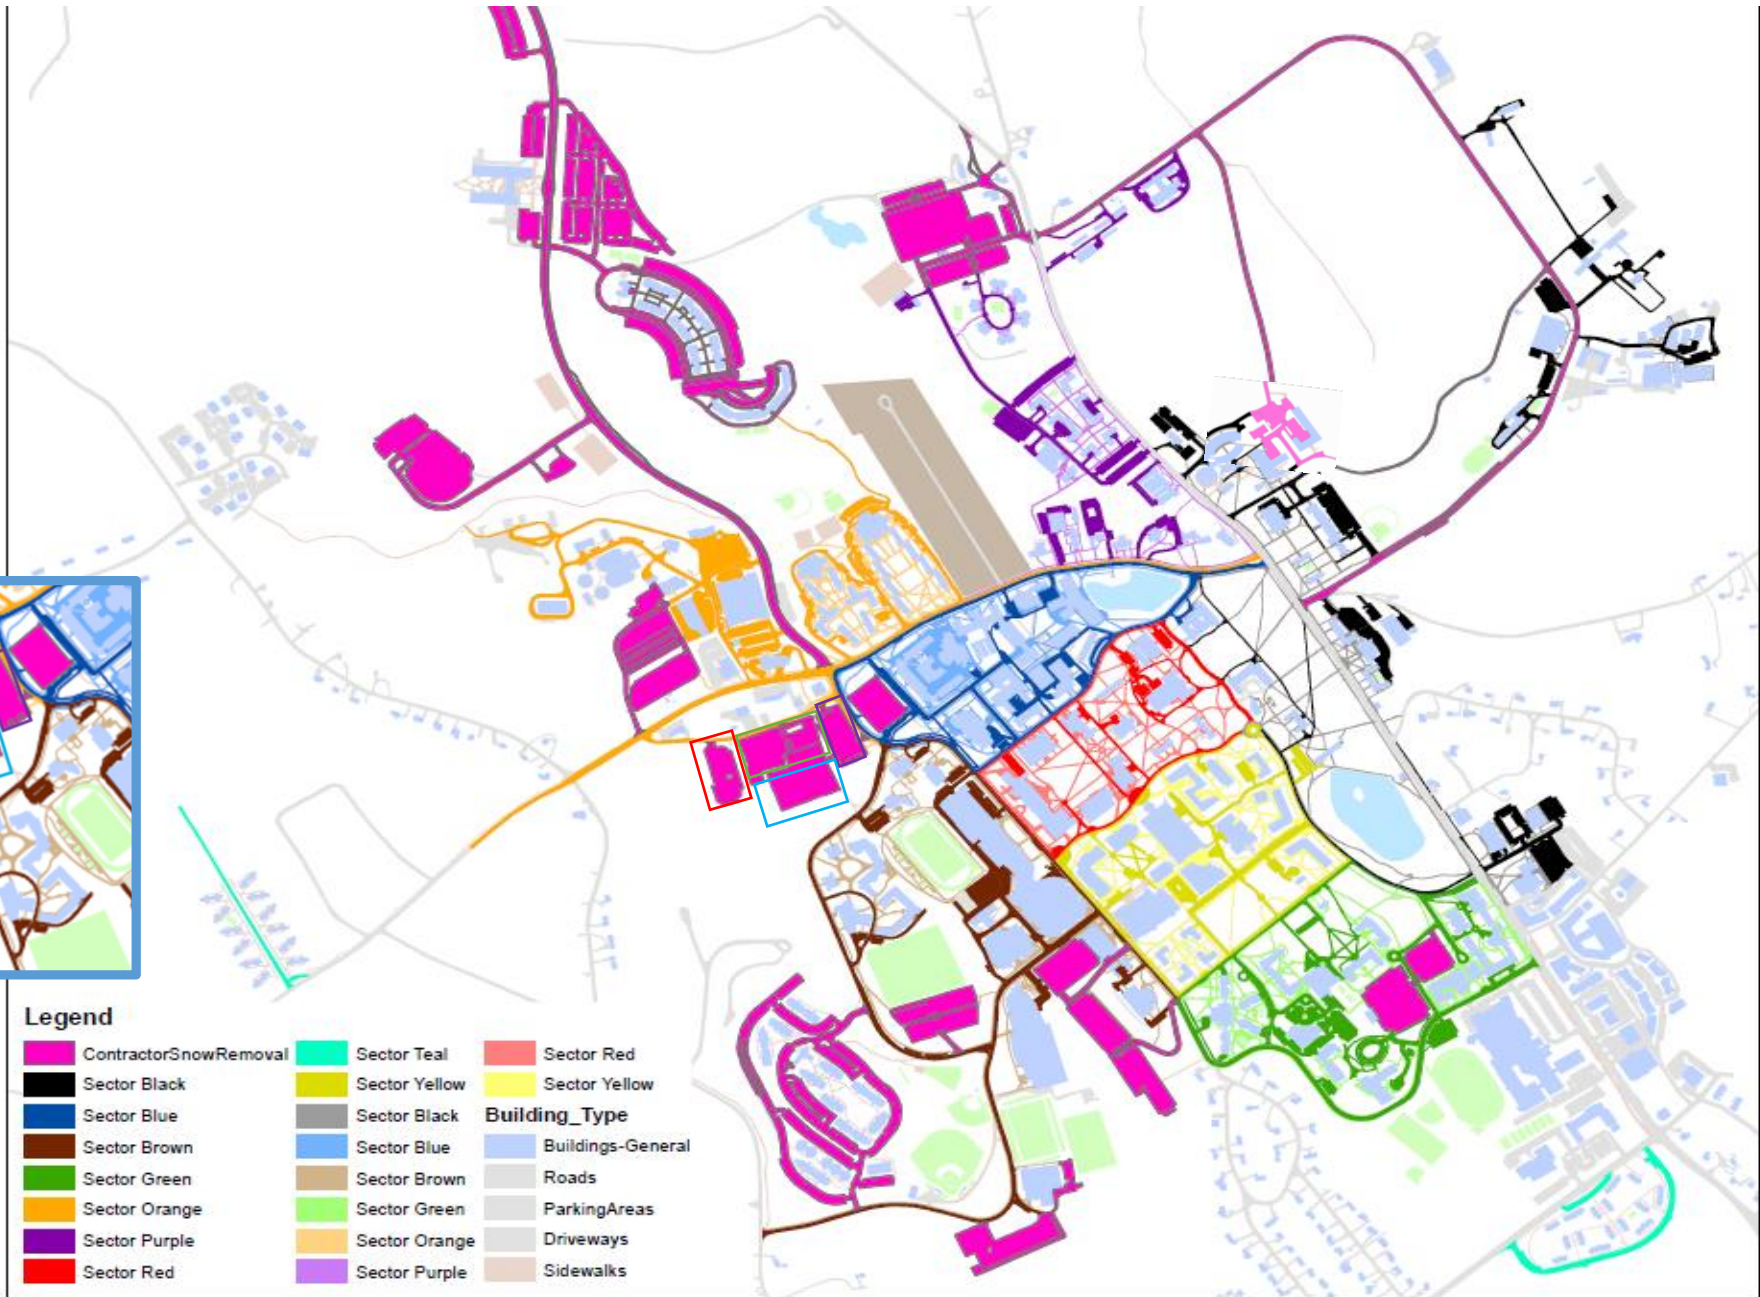 Legend
ContractorSnowRemoval
Sector Black
Sector Blue
Sector Brown
Sector Green
Sector Orange
Sector Purple
Sector Red
Sector Teal
Sector Yellow
Sector Black
Sector Blue
Sector Brown
Sector Green
Sector Orange
Sector Purple
Sector Red
Sector Yellow
Building_Type
Buildings-General
Roads
ParkingAreas
Driveways
Sidewalks